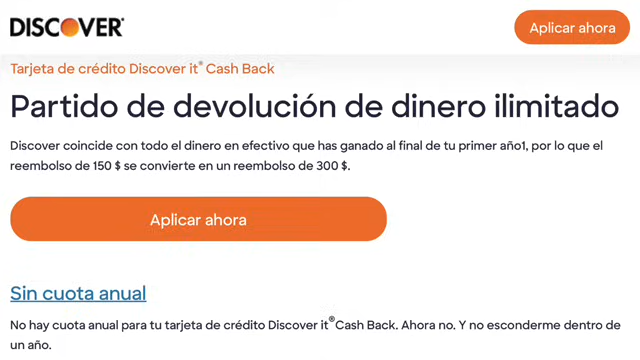 DISCOVER®
Aplicar ahora
Tarjeta de crédito Discover it® Cash Back
Partido de devolución de dinero ilimitado
Discover coincide con todo el dinero en efectivo que has ganado al final de tu primer año1, por lo que el
reembolso de 150 $ se convierte en un reembolso de 300 $.
Aplicar ahora
Sin cuota anual
No hay cuota anual para tu tarjeta de crédito Discover it® Cash Back. Ahora no. Y no esconderme dentro de
un año.